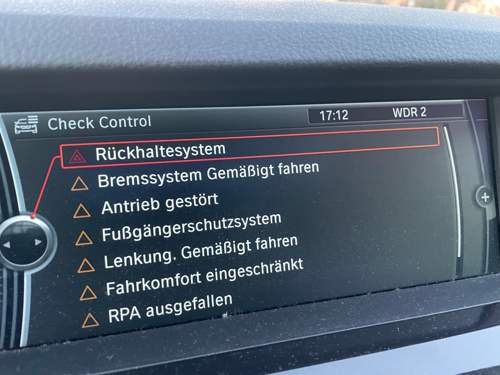 Check Control
17:12
WDR 2
Rückhaltesystem
Bremssystem Gemäßigt fahren
Antrieb gestört
Fußgängerschutzsystem
Lenkung. Gemäßigt fahren
Fahrkomfort eingeschränkt
RPA ausgefallen